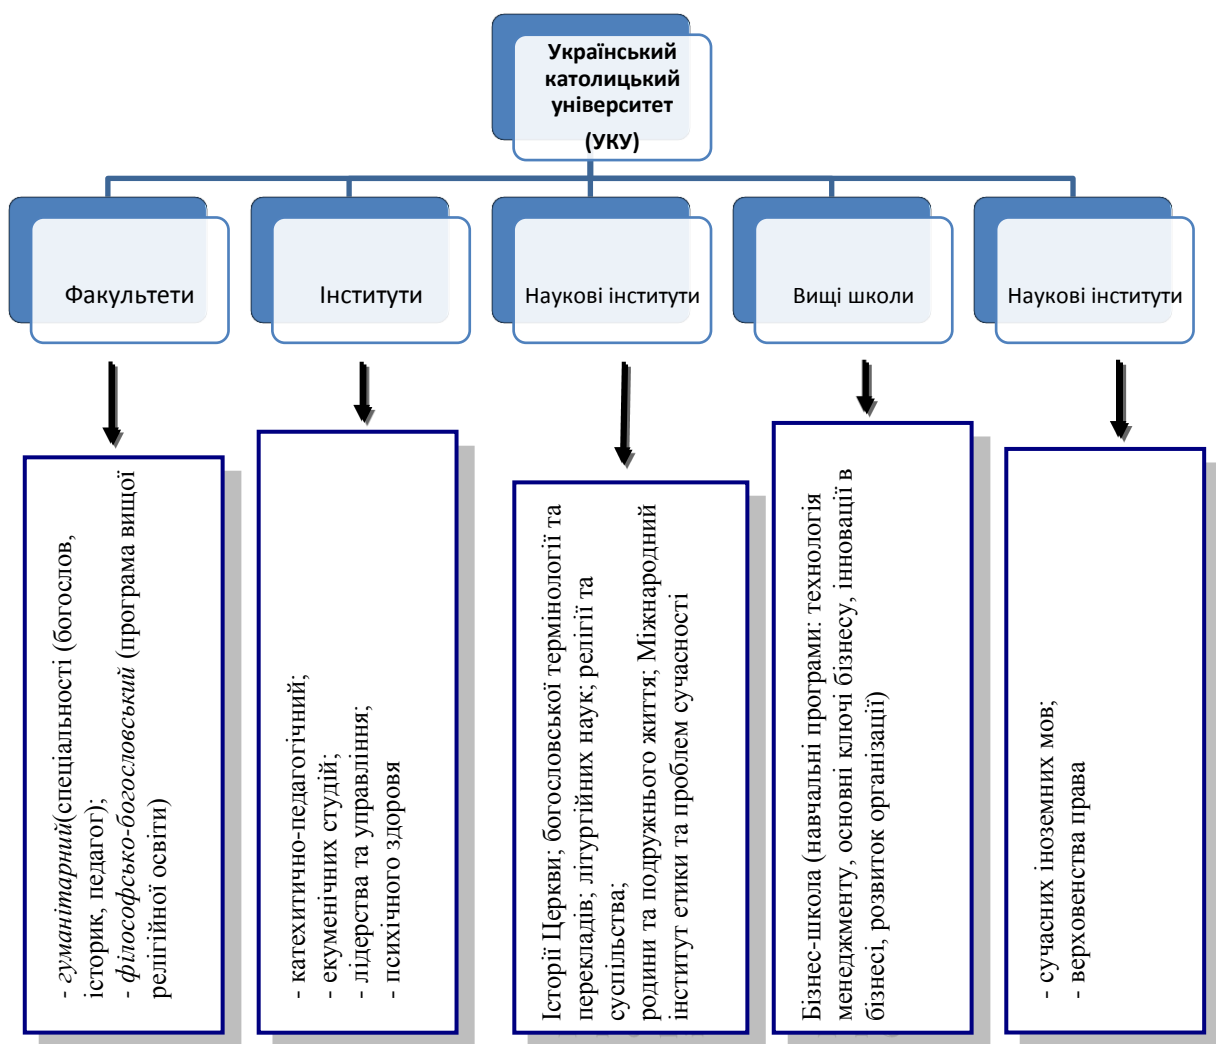 Український
католицький
університет
(УКУ)
Факультети
Інститути
Наукові інститути
Вищі школи
Наукові інститути
- гуманітарний(спеціальності (богослов,
історик, педагог);
- філософсько-богословський (програма вищої
релігійної освіти)
- катехитично-педагогічний;
- екуменічних студій;
- лідерства та управління;
- психічного здоровя
Історії Церкви; богословської термінології та
перекладів; літургійних наук; релігії та
суспільства;
родини та подружнього життя; Міжнародний
інститут етики та проблем сучасності
Бізнес-школа (навчальні програми: технологія
менеджменту, основні ключі бізнесу, інновації в
бізнесі, розвиток організації)
- сучасних іноземних мов;
- верховенства права